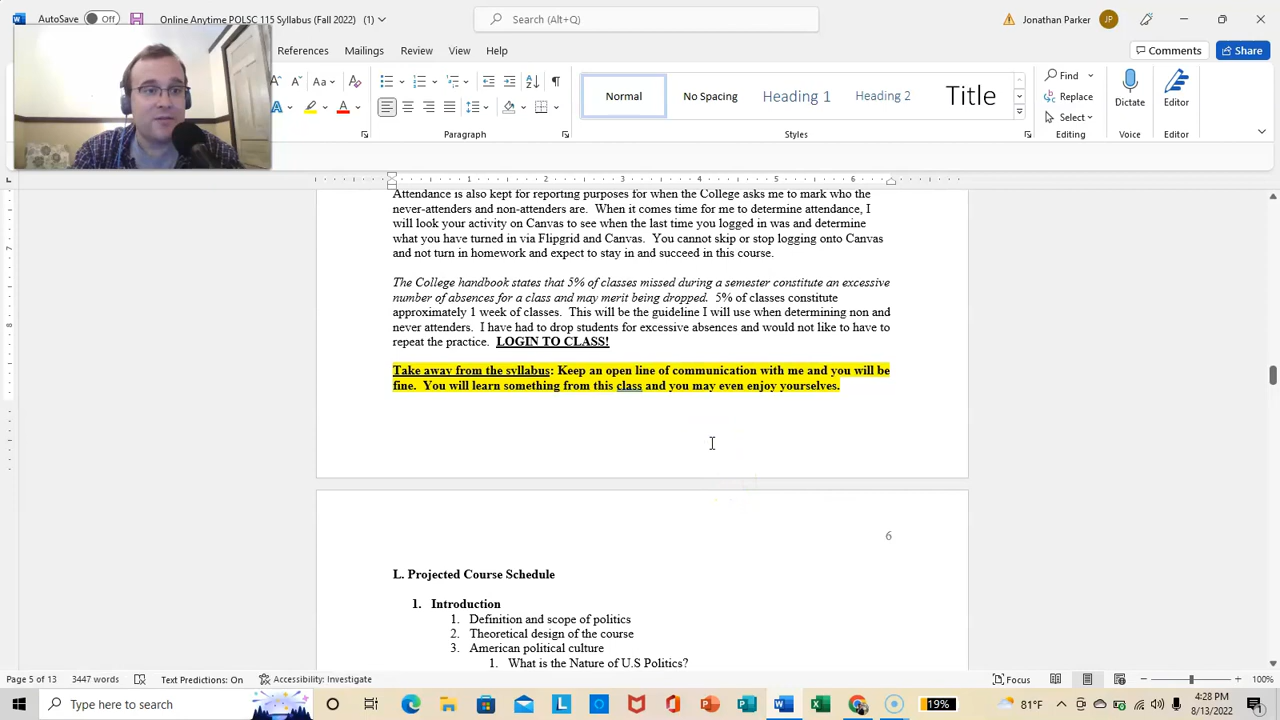 AutoSave Off Online Anytime POLSC 115 Syllabus (Fall 2022) (1) Search (Alt+Q) Jonathan Parker JP
References Mailings Review View Help Comments Share
Aa Normal No Spacing Heading 1 Heading 2 Title Find Replace Select Dictate Editor
Paragraph Styles Editing Voice Editor
1 2 3 4 5 6
Attendance is also kept for reporting purposes for when the College asks me to mark who the
never-attenders and non-attenders are. When it comes time for me to determine attendance, I
will look your activity on Canvas to see when the last time you logged in was and determine
what you have turned in via Flipgrid and Canvas. You cannot skip or stop logging onto Canvas
and not turn in homework and expect to stay in and succeed in this course.
The College handbook states that 5% of classes missed during a semester constitute an excessive
number of absences for a class and may merit being dropped. 5% of classes constitute
approximately 1 week of classes. This will be the guideline I will use when determining non and
never attenders. I have had to drop students for excessive absences and would not like to have to
repeat the practice. LOGIN TO CLASS!
Take away from the syllabus: Keep an open line of communication with me and you will be
fine. You will learn something from this class and you may even enjoy yourselves.
6
L. Projected Course Schedule
1. Introduction
1. Definition and scope of politics
2. Theoretical design of the course
3. American political culture
1. What is the Nature of U.S Politics?
Page 5 of 13 3447 words Text Predictions: On Accessibility: Investigate Focus 100%
Type here to search 19% 81°F 4:28 PM
8/13/2022